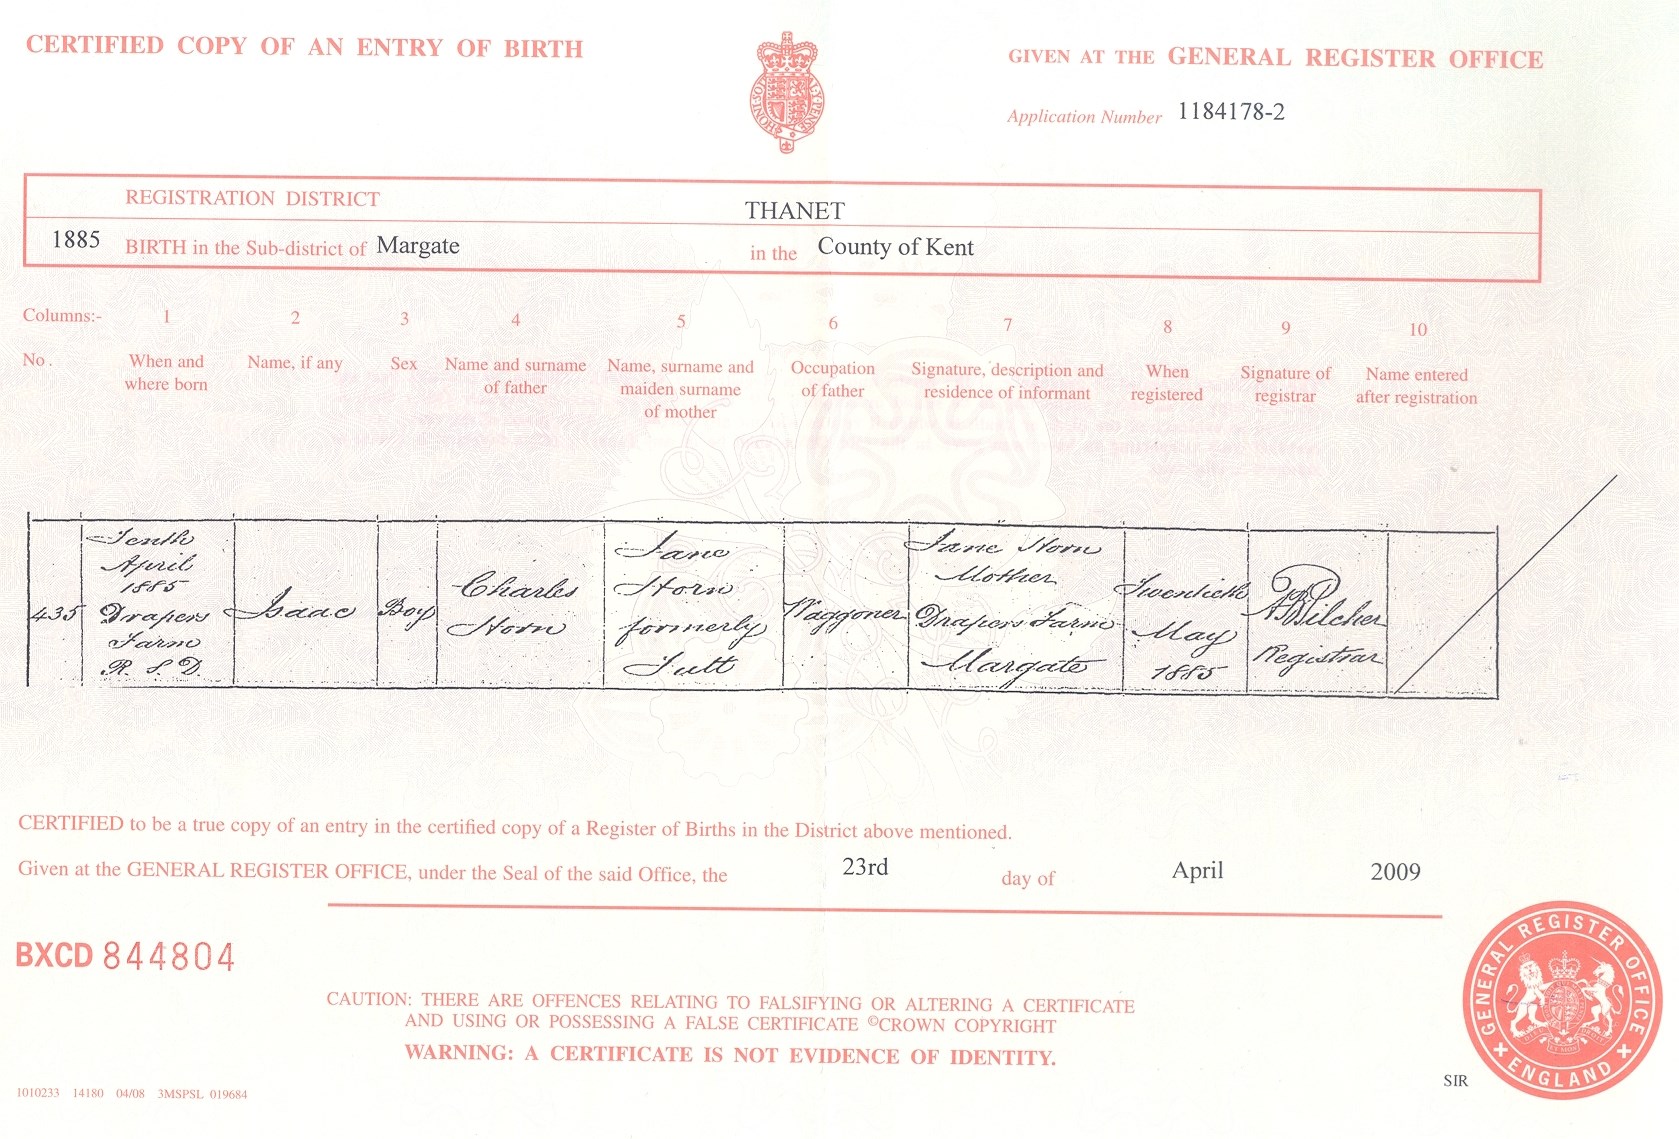 CERTIFIED COPY OF AN ENTRY OF BIRTH
GIVEN AT THE GENERAL REGISTER OFFICE
Application Number 1184178-2
REGISTRATION DISTRICT
THANET
1885 BIRTH in the Sub-district of Margate in the County of Kent
Columns:- 1 2 3 4 5 6 7 8 9 10
No.
When and
where born
Name, if any
Sex
Name and surname
of father
Name, surname and
maiden surname
of mother
Occupation
of father
Signature, description and
residence of informant
When
registered
Signature of
registrar
Name entered
after registration
435
Tenth
April
1885
Drapers
Farm
R. S. D.
Isaac
Boy
Charles
Horn
Jane
Horn
formerly
Tutt
Waggoner
Jane Horn
Mother
Drapers Farm
Margate
Twentieth
May
1885
Pilcher
Registrar
CERTIFIED to be a true copy of an entry in the certified copy of a Register of Births in the District above mentioned.
Given at the GENERAL REGISTER OFFICE, under the Seal of the said Office, the 23rd day of April 2009
BXCD 844804
CAUTION: THERE ARE OFFENCES RELATING TO FALSIFYING OR ALTERING A CERTIFICATE
AND USING OR POSSESSING A FALSE CERTIFICATE ©CROWN COPYRIGHT
WARNING: A CERTIFICATE IS NOT EVIDENCE OF IDENTITY.
1010233 14180 04/08 3MSPSL 019684
SIR
GENERAL REGISTER OFFICE
ENGLAND